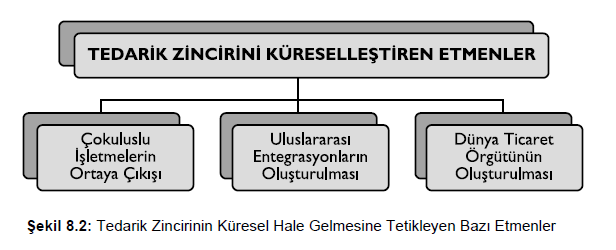 TEDARİK ZİNCİRİNİ KÜRESELLEŞTİREN ETMENLER
Çokuluslu
İşletmelerin
Ortaya Çıkışı
Uluslararası
Entegrasyonların
Oluşturulması
Dünya Ticaret
Örgütünün
Oluşturulması
Şekil 8.2: Tedarik Zincirinin Küresel Hale Gelmesine Tetikleyen Bazı Etmenler